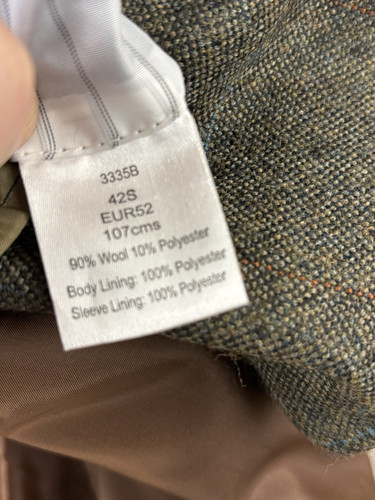 3335B
42S
EUR52
107cms
90% Wool 10% Polyester
Body Lining: 100% Polyester
Sleeve Lining: 100% Polyester